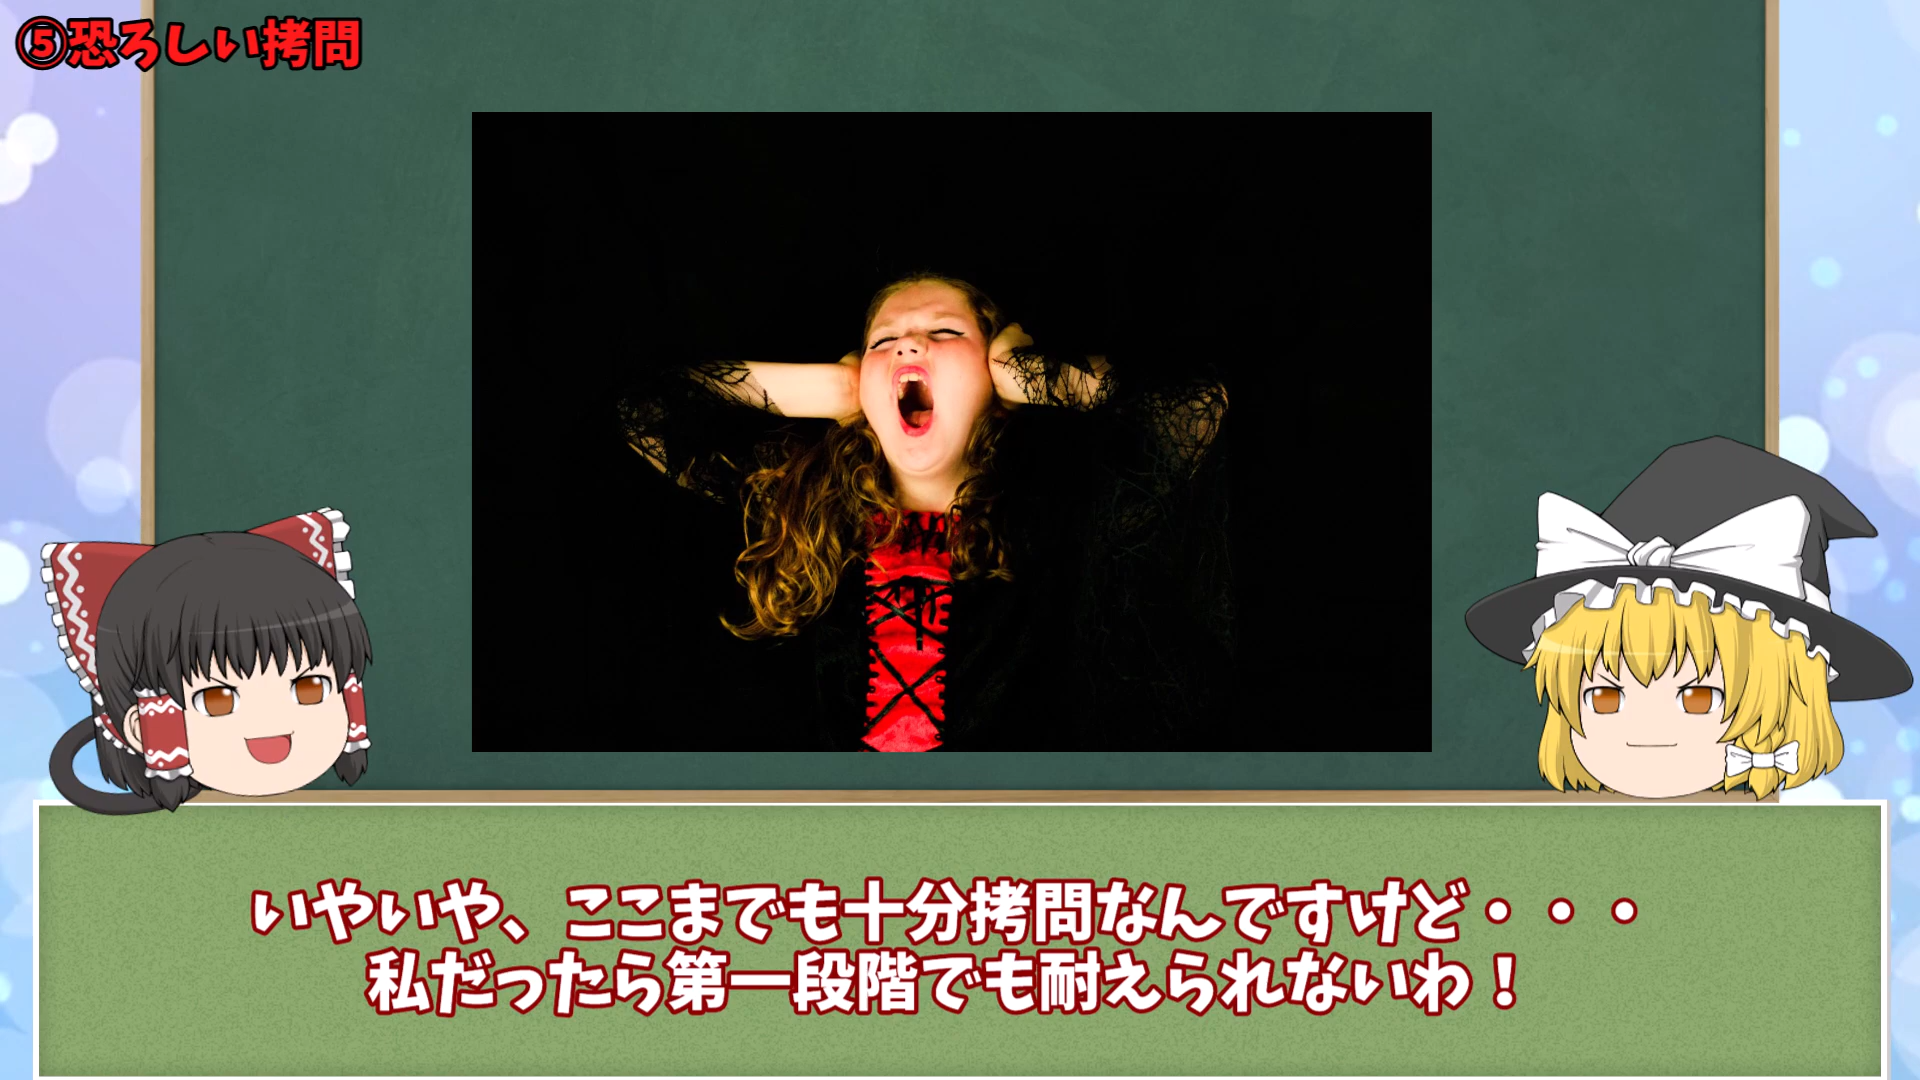 ⑤恐ろしい拷問
いやいや、ここまでも十分拷問なんですけど・・・
私だったら第一段階でも耐えられないわ！